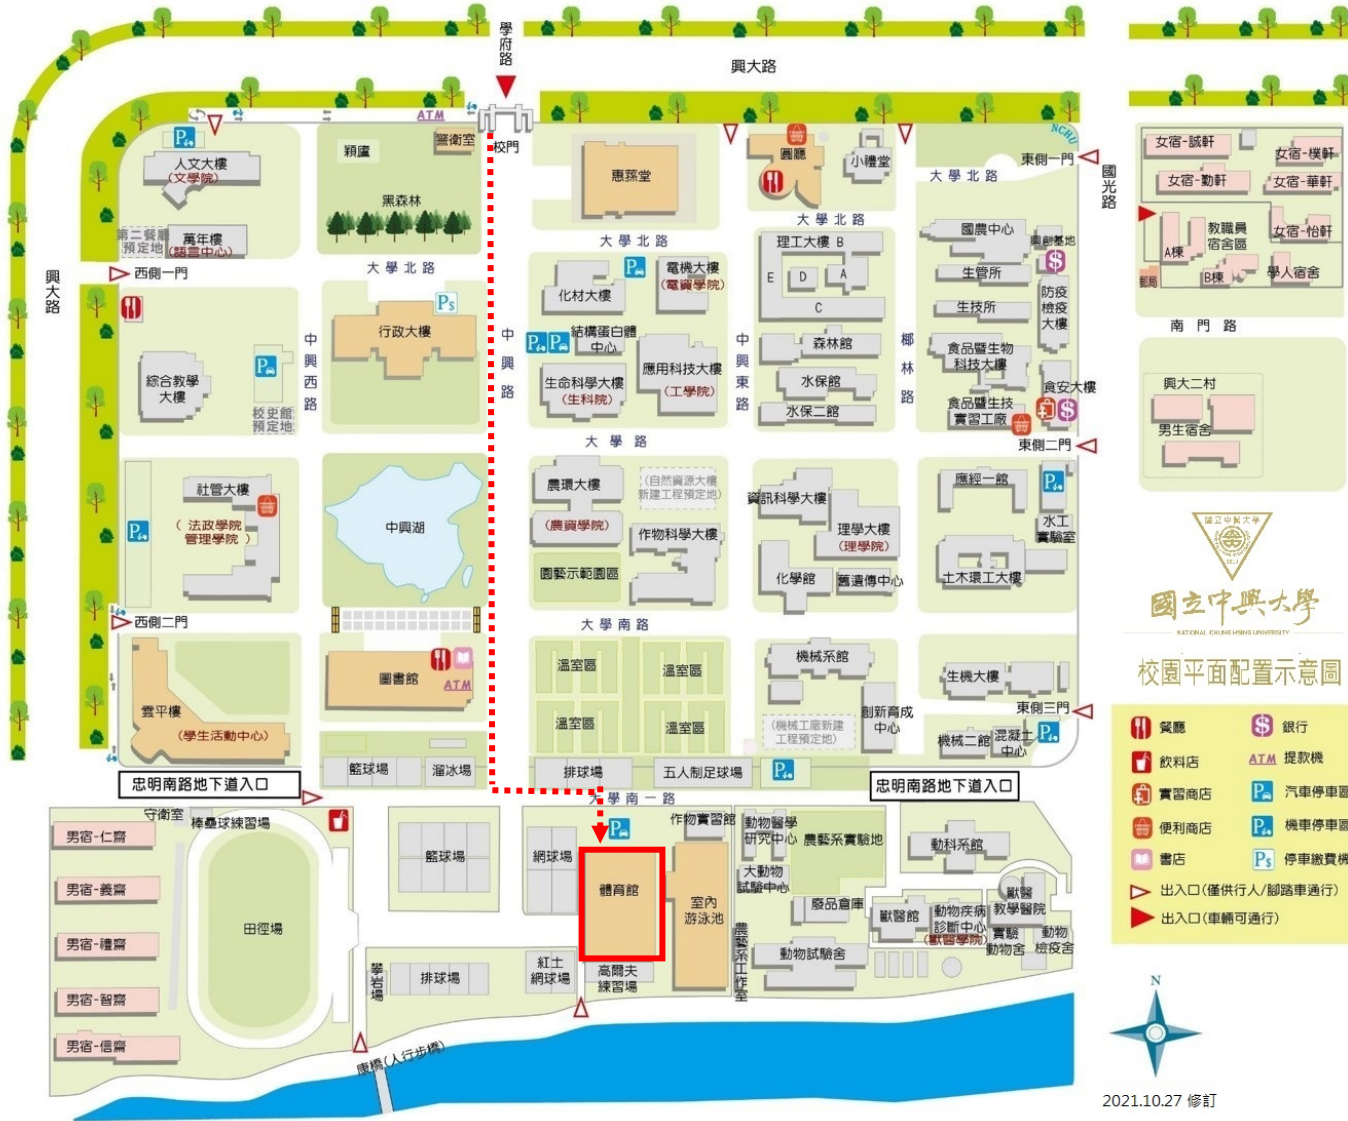 學府路
興大路
ATM
警衛室
校門
穎廬
黑森林
人文大樓
(文學院)
第二餐廳
預定地
萬年樓
(語言中心)
西側一門
興大路
大學北路
惠蓀堂
大學北路
圓廳
小禮堂
大學北路
大學北路
NCHU
東側一門
國光路
女宿-誠軒
女宿-樸軒
女宿-勤軒
女宿-華軒
女宿-怡軒
教職員
宿舍區
A棟
B棟
學人宿舍
郵局
南門路
興大二村
男生宿舍
中興西路
行政大樓
Ps
綜合教學
大樓
校史館
預定地
中興路
化材大樓
電機大樓
(電資學院)
結構蛋白體
中心
生命科學大樓
(生科院)
應用科技大樓
(工學院)
大學路
中興東路
理工大樓 B
E
D
A
C
森林館
水保館
水保二館
椰林路
國農中心
生管所
生技所
防疫
檢疫
大樓
食品暨生物
科技大樓
食安大樓
食品暨生技
實習工廠
東側二門
社管大樓
( 法政學院
管理學院 )
中興湖
西側二門
農環大樓
(農資學院)
(自然資源大樓
新建工程預定地)
作物科學大樓
園藝示範園區
大學南路
資訊科學大樓
理學大樓
(理學院)
化學館
舊遺傳中心
應經一館
水工
實驗室
土木環工大樓
國立中興大學
國立中興大學
NATIONAL CHUNG HSING UNIVERSITY
校園平面配置示意圖
雲平樓
(學生活動中心)
圖書館
ATM
溫室區
溫室區
溫室區
溫室區
機械系館
(機械工廠新建
工程預定地)
創新育成
中心
生機大樓
東側三門
機械二館
混凝土
中心
籃球場
溜冰場
排球場
五人制足球場
忠明南路地下道入口
大學南一路
忠明南路地下道入口
守衛室
棒壘球練習場
男宿-仁齋
男宿-義齋
男宿-禮齋
男宿-智齋
男宿-信齋
田徑場
籃球場
網球場
體育館
作物實習館
室內
游泳池
動物醫學
研究中心
大動物
試驗中心
農藝系實驗地
廢品倉庫
動物試驗舍
農藝系工作室
動科系館
獸醫館
動物疾病
診斷中心
(獸醫學院)
獸醫
教學醫院
實驗
動物舍
動物
檢疫舍
攀岩場
排球場
紅土
網球場
高爾夫
練習場
康橋(人行步橋)
餐廳
銀行
飲料店
ATM 提款機
實習商店
汽車停車區
便利商店
機車停車區
書店
Ps 停車繳費機
出入口(僅供行人/腳踏車通行)
出入口(車輛可通行)
N
2021.10.27 修訂